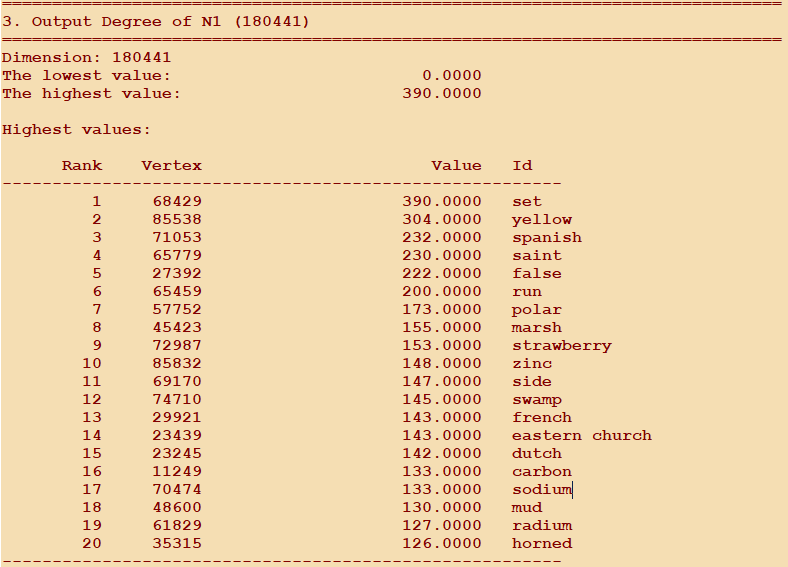 ==============================================================================
3. Output Degree of N1 (180441)
==============================================================================
Dimension: 180441
The lowest value:                         0.0000
The highest value:                      390.0000

Highest values:

      Rank    Vertex                       Value   Id
--------------------------------------------------------
         1     68429                    390.0000   set
         2     85538                    304.0000   yellow
         3     71053                    232.0000   spanish
         4     65779                    230.0000   saint
         5     27392                    222.0000   false
         6     65459                    200.0000   run
         7     57752                    173.0000   polar
         8     45423                    155.0000   marsh
         9     72987                    153.0000   strawberry
        10     85832                    148.0000   zinc
        11     69170                    147.0000   side
        12     74710                    145.0000   swamp
        13     29921                    143.0000   french
        14     23439                    143.0000   eastern church
        15     23245                    142.0000   dutch
        16     11249                    133.0000   carbon
        17     70474                    133.0000   sodium
        18     48600                    130.0000   mud
        19     61829                    127.0000   radium
        20     35315                    126.0000   horned
--------------------------------------------------------